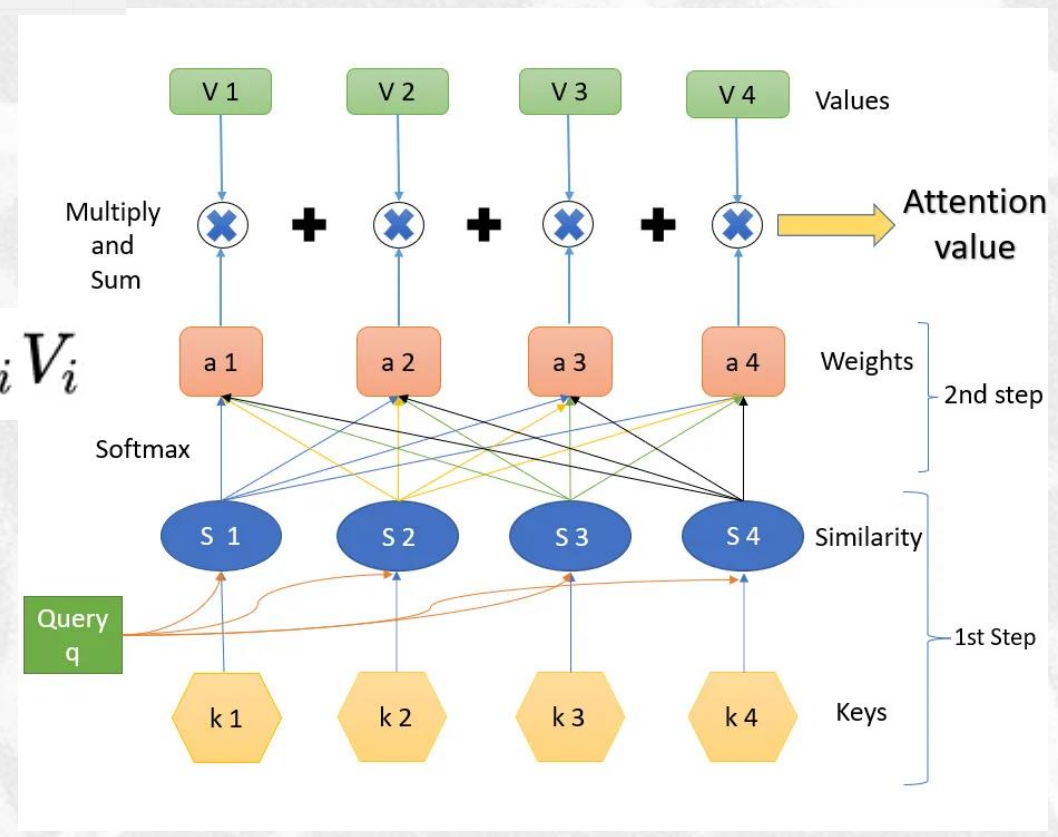 V 1
V 2
V 3
V 4
Values
Multiply
and
Sum
Attention
value
i V i
a 1
a 2
a 3
a 4
Weights
2nd step
Softmax
S 1
S 2
S 3
S 4
Similarity
Query
q
1st Step
k 1
k 2
k 3
k 4
Keys